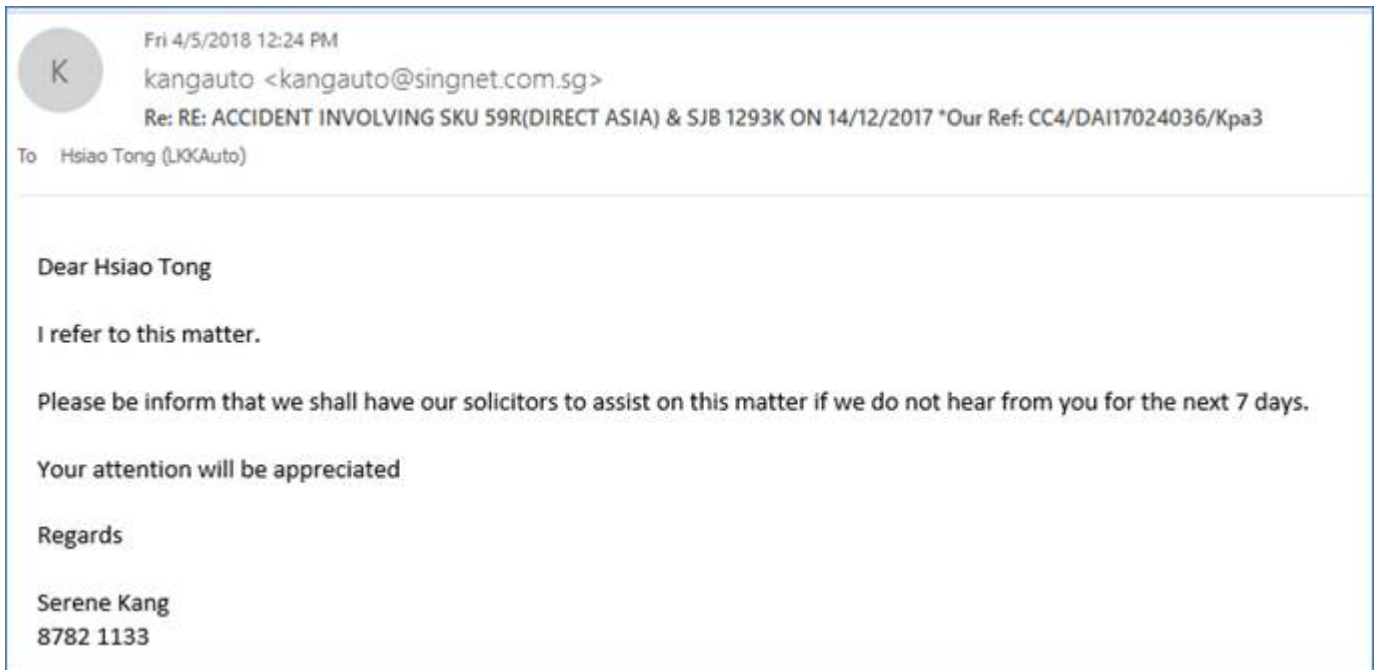 K
Fri 4/5/2018 12:24 PM
kangauto <kangauto@singnet.com.sg>
Re: RE: ACCIDENT INVOLVING SKU 59R(DIRECT ASIA) & SJB 1293K ON 14/12/2017 *Our Ref: CC4/DAI17024036/Kpa3
To Hsiao Tong (LKKAuto)
Dear Hsiao Tong
I refer to this matter.
Please be inform that we shall have our solicitors to assist on this matter if we do not hear from you for the next 7 days.
Your attention will be appreciated
Regards
Serene Kang
8782 1133